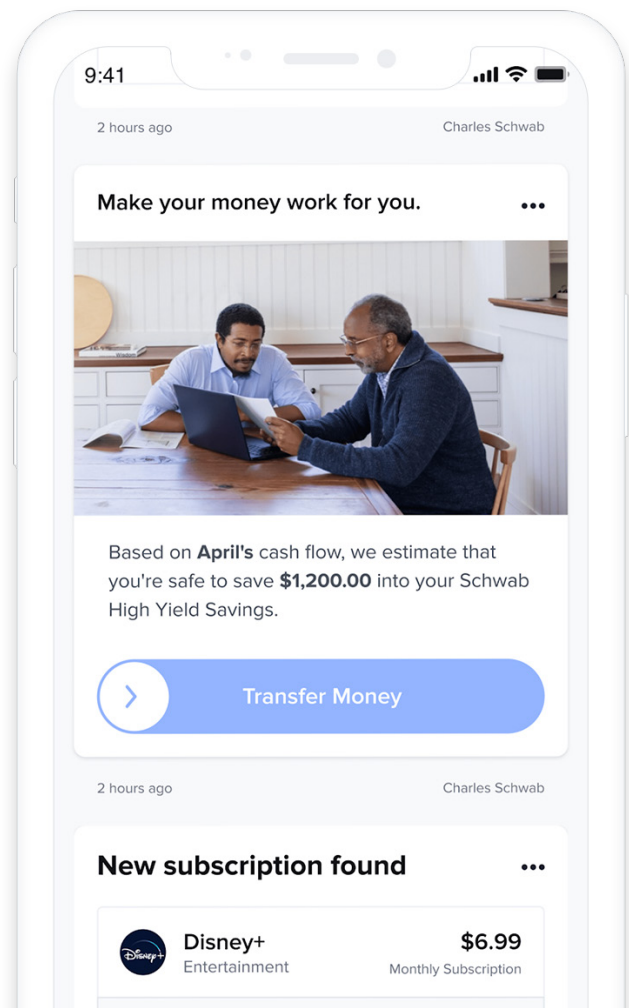 9:41
2 hours ago Charles Schwab
Make your money work for you.
Wisdom
Based on April's cash flow, we estimate that
you're safe to save $1,200.00 into your Schwab
High Yield Savings.
Transfer Money
2 hours ago Charles Schwab
New subscription found
Disney+
Disney+ $6.99
Entertainment Monthly Subscription